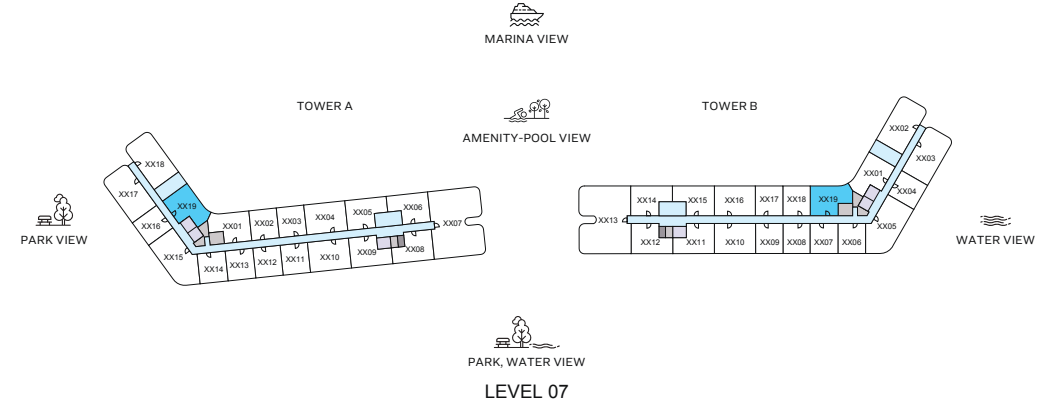 MARINA VIEW
TOWER A
TOWER B
AMENITY-POOL VIEW
PARK VIEW
WATER VIEW
XX18
XX17
XX19
XX16
XX15
XX01
XX02
XX03
XX04
XX05
XX06
XX07
XX14
XX13
XX12
XX11
XX10
XX09
XX08
XX02
XX03
XX01
XX04
XX14
XX15
XX16
XX17
XX18
XX19
XX13
XX05
XX12
XX11
XX10
XX09
XX08
XX07
XX06
PARK, WATER VIEW
LEVEL 07